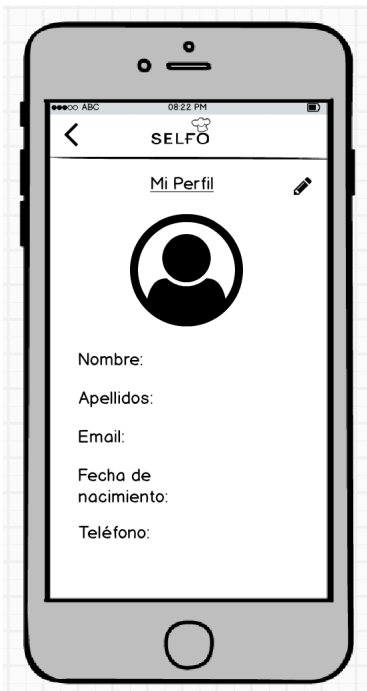 ABC 08:22 PM
SELFO
Mi Perfil
Nombre:
Apellidos:
Email:
Fecha de
nacimiento:
Teléfono: